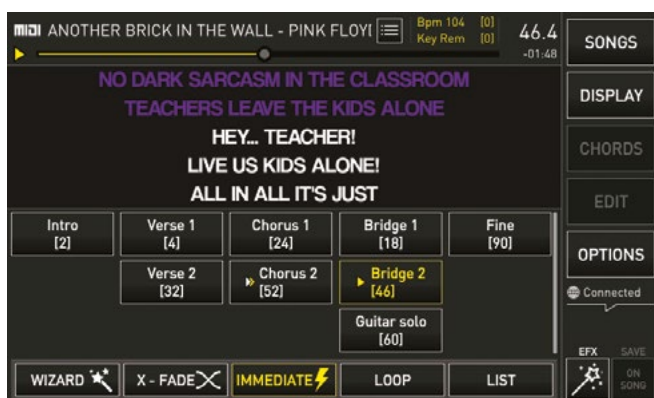 MIDI ANOTHER BRICK IN THE WALL - PINK FLOY
Bpm 104 [0]
Key Rem [0]
46.4
-01:48
SONGS
NO DARK SARCASM IN THE CLASSROOM
TEACHERS LEAVE THE KIDS ALONE
HEY... TEACHER!
LIVE US KIDS ALONE!
ALL IN ALL IT'S JUST
DISPLAY
CHORDS
EDIT
OPTIONS
Connected
Intro
[2]
Verse 1
[4]
Chorus 1
[24]
Bridge 1
[18]
Fine
[90]
Verse 2
[32]
Chorus 2
[52]
Bridge 2
[46]
Guitar solo
[60]
EFX SAVE
WIZARD
X - FADE
IMMEDIATE
LOOP
LIST
ON
SONG